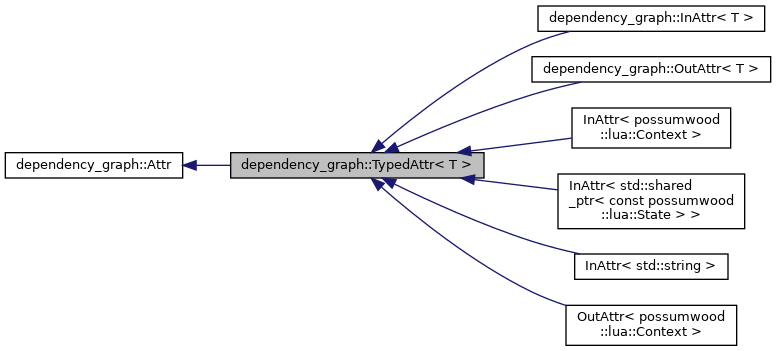 dependency_graph::Attr
dependency_graph::TypedAttr< T >
dependency_graph::InAttr< T >
dependency_graph::OutAttr< T >
InAttr< possumwood
::lua::Context >
InAttr< std::shared
_ptr< const possumwood
::lua::State > >
InAttr< std::string >
OutAttr< possumwood
::lua::Context >